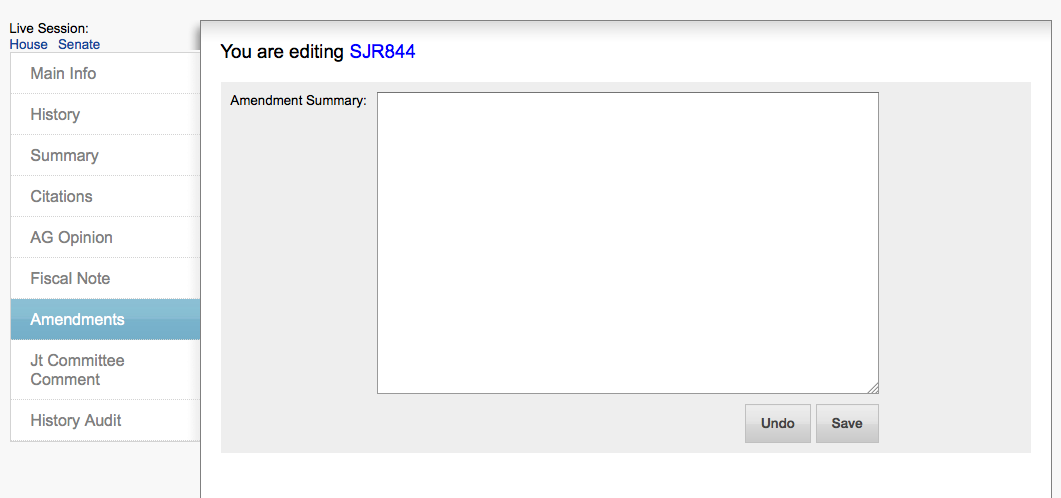 Live Session:
House Senate
Main Info
History
Summary
Citations
AG Opinion
Fiscal Note
Amendments
Jt Committee
Comment
History Audit
You are editing SJR844
Amendment Summary:
Undo Save